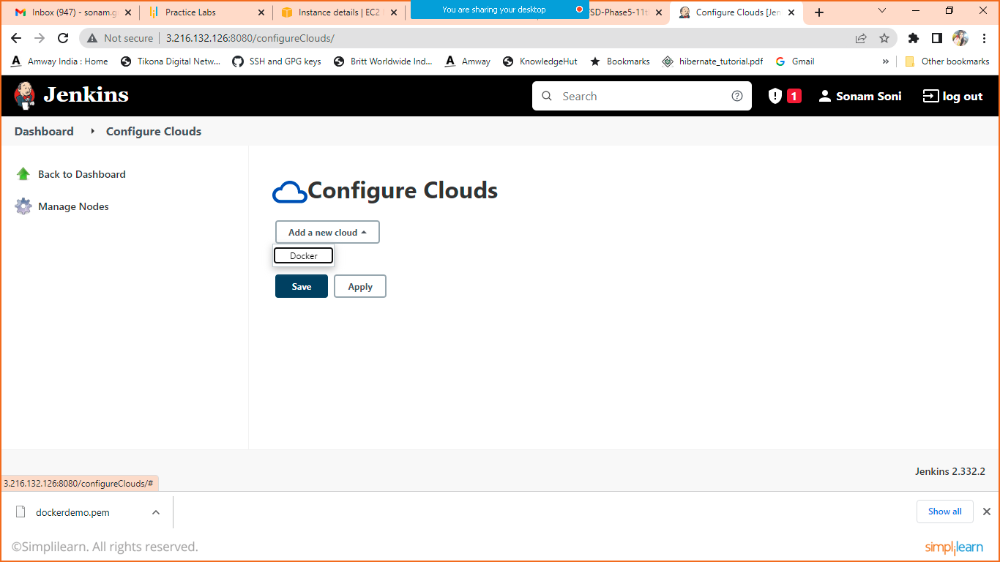 Inbox (947) - sonam.g
Practice Labs
Instance details | EC2
You are sharing your desktop
FSD-Phase5-11t
Configure Clouds [Jen
Not secure
3.216.132.126:8080/configureClouds/
Amway India : Home
Tikona Digital Netw...
SSH and GPG keys
Britt Worldwide Ind...
Amway
KnowledgeHut
Bookmarks
hibernate_tutorial.pdf
Gmail
»
Other bookmarks
Jenkins
Search
1
Sonam Soni
log out
Dashboard
Configure Clouds
Back to Dashboard
Manage Nodes
Configure Clouds
Add a new cloud
Docker
Save
Apply
Jenkins 2.332.2
3.216.132.126:8080/configureClouds/#
dockerdemo.pem
Show all
©Simplilearn. All rights reserved.
simplilearn